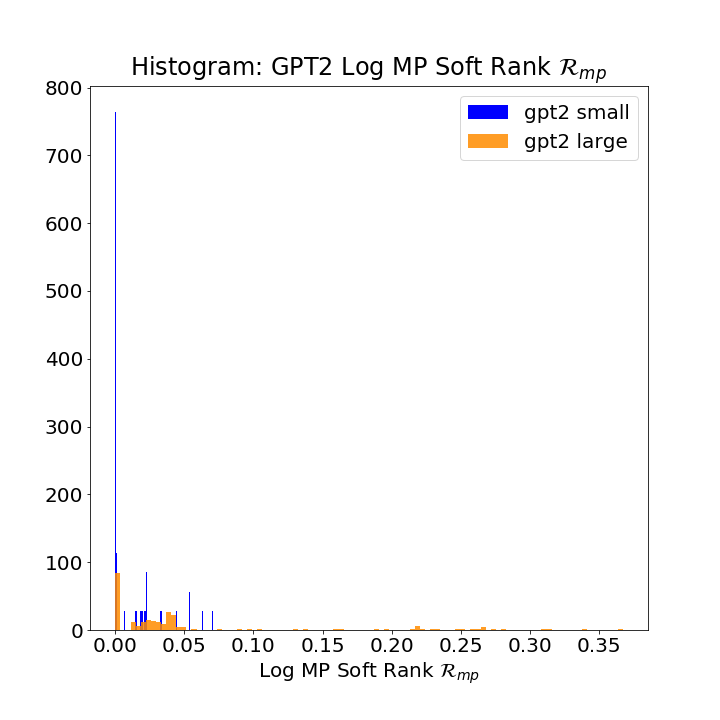 Histogram: GPT2 Log MP Soft Rank ℛmp
gpt2 small
gpt2 large
800
700
600
500
400
300
200
100
0
0.00 0.05 0.10 0.15 0.20 0.25 0.30 0.35
Log MP Soft Rank ℛmp